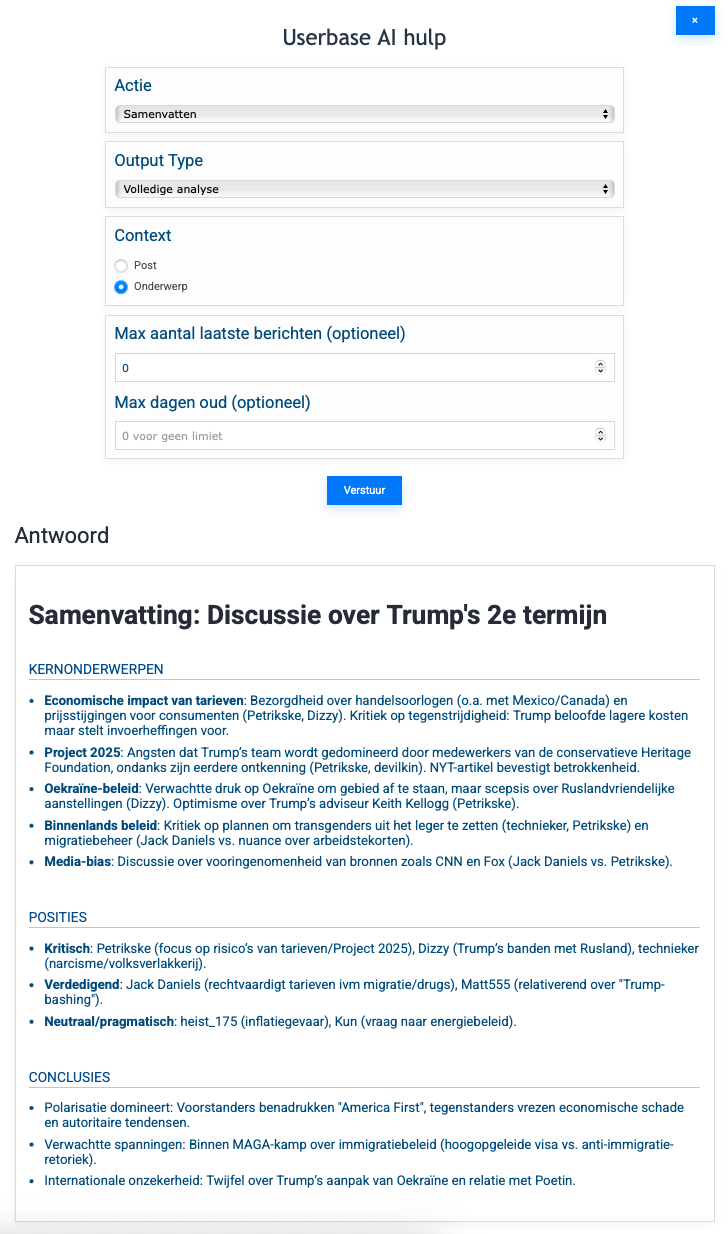 ×
Userbase AI hulp
Actie
Samenvatten
Output Type
Volledige analyse
Context
Post
Onderwerp
Max aantal laatste berichten (optioneel)
0
Max dagen oud (optioneel)
0 voor geen limiet
Verstuur
Antwoord
Samenvatting: Discussie over Trump's 2e termijn
KERNONDERWERPEN
• Economische impact van tarieven: Bezorgdheid over handelsoorlogen (o.a. met Mexico/Canada) en
prijsstijgingen voor consumenten (Petrikske, Dizzy). Kritiek op tegenstrijdigheid: Trump beloofde lagere kosten
maar stelt invoerheffingen voor.
• Project 2025: Angsten dat Trump’s team wordt gedomineerd door medewerkers van de conservatieve Heritage
Foundation, ondanks zijn eerdere ontkenning (Petrikske, devilkin). NYT-artikel bevestigt betrokkenheid.
• Oekraïne-beleid: Verwachtte druk op Oekraïne om gebied af te staan, maar scepsis over Ruslandvriendelijke
aanstellingen (Dizzy). Optimisme over Trump’s adviseur Keith Kellogg (Petrikske).
• Binnenlands beleid: Kritiek op plannen om transgenders uit het leger te zetten (technieker, Petrikske) en
migratiebeheer (Jack Daniels vs. nuance over arbeidstekorten).
• Media-bias: Discussie over vooringenomenheid van bronnen zoals CNN en Fox (Jack Daniels vs. Petrikske).
POSITIES
• Kritisch: Petrikske (focus op risico’s van tarieven/Project 2025), Dizzy (Trump’s banden met Rusland), technieker
(narcisme/volksverlakkerij).
• Verdedigend: Jack Daniels (rechtvaardigt tarieven ivm migratie/drugs), Matt555 (relativerend over "Trump-
bashing").
• Neutraal/pragmatisch: heist_175 (inflatiegevaar), Kun (vraag naar energiebeleid).
CONCLUSIES
• Polarisatie domineert: Voorstanders benadrukken "America First", tegenstanders vrezen economische schade
en autoritaire tendensen.
• Verwachtte spanningen: Binnen MAGA-kamp over immigratiebeleid (hoogopgeleide visa vs. anti-immigratie-
retoriek).
• Internationale onzekerheid: Twijfel over Trump’s aanpak van Oekraïne en relatie met Poetin.